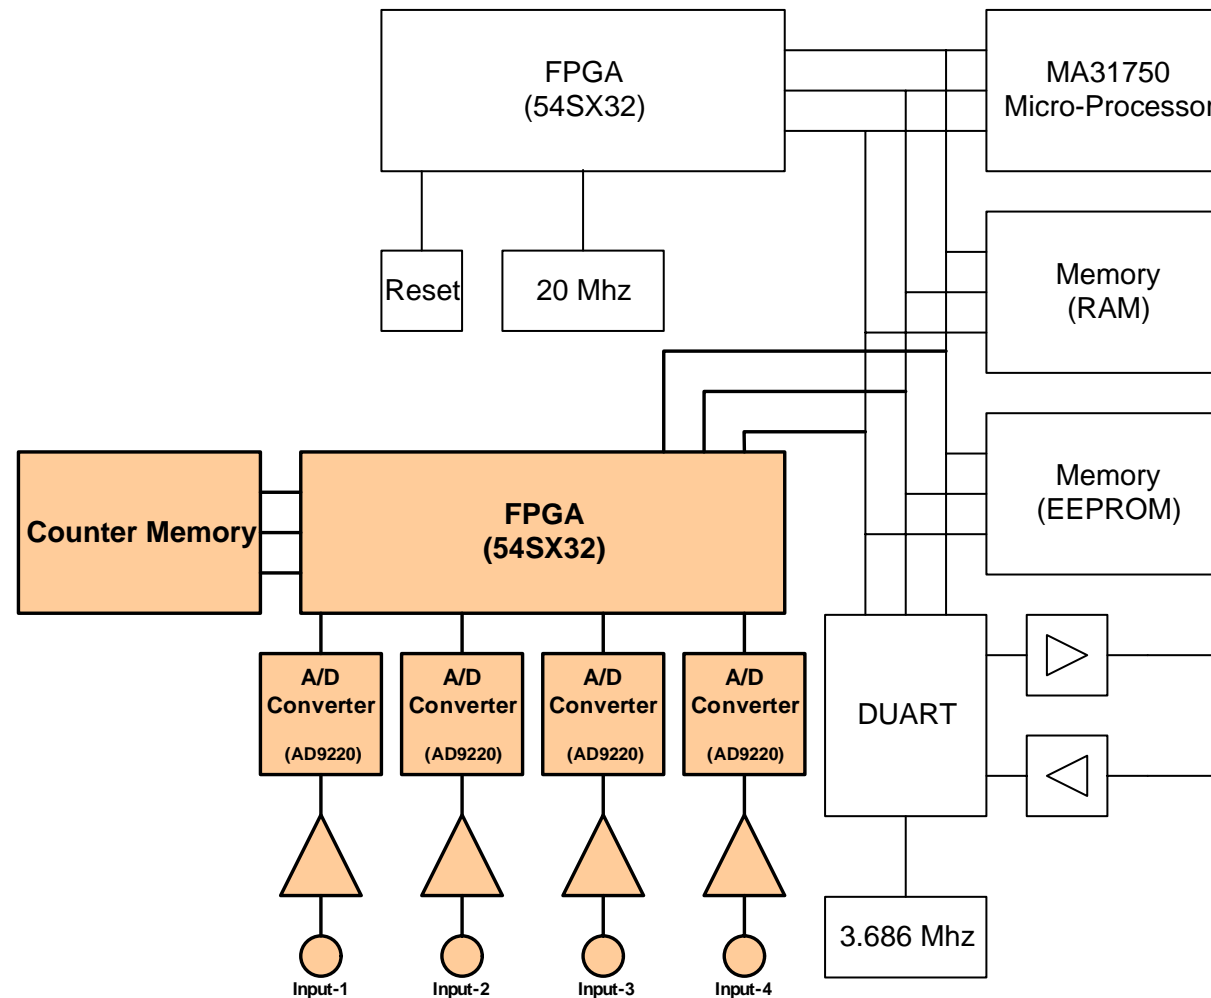 FPGA
(54SX32)
MA31750
Micro-Processor
Reset
20 Mhz
Memory
(RAM)
Memory
(EEPROM)
Counter Memory
FPGA
(54SX32)
A/D
Converter
(AD9220)
A/D
Converter
(AD9220)
A/D
Converter
(AD9220)
A/D
Converter
(AD9220)
DUART
3.686 Mhz
Input-1
Input-2
Input-3
Input-4